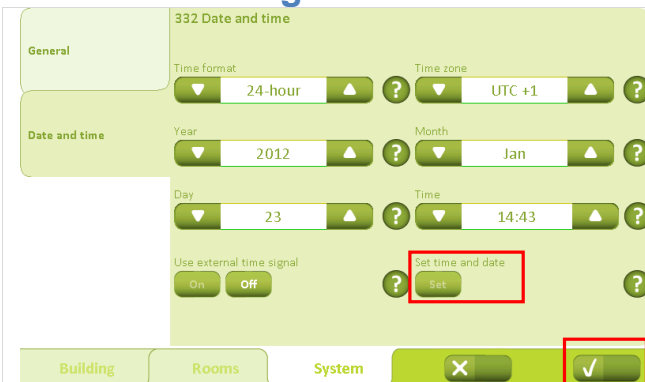 332 Date and time
General
Time format Time zone
24-hour ? UTC +1 ?
Date and time
Year Month
2012 ? Jan ?
Day Time
23 ? 14:43 ?
Use external time signal Set time and date
On Off ? Set ?
Building Rooms System